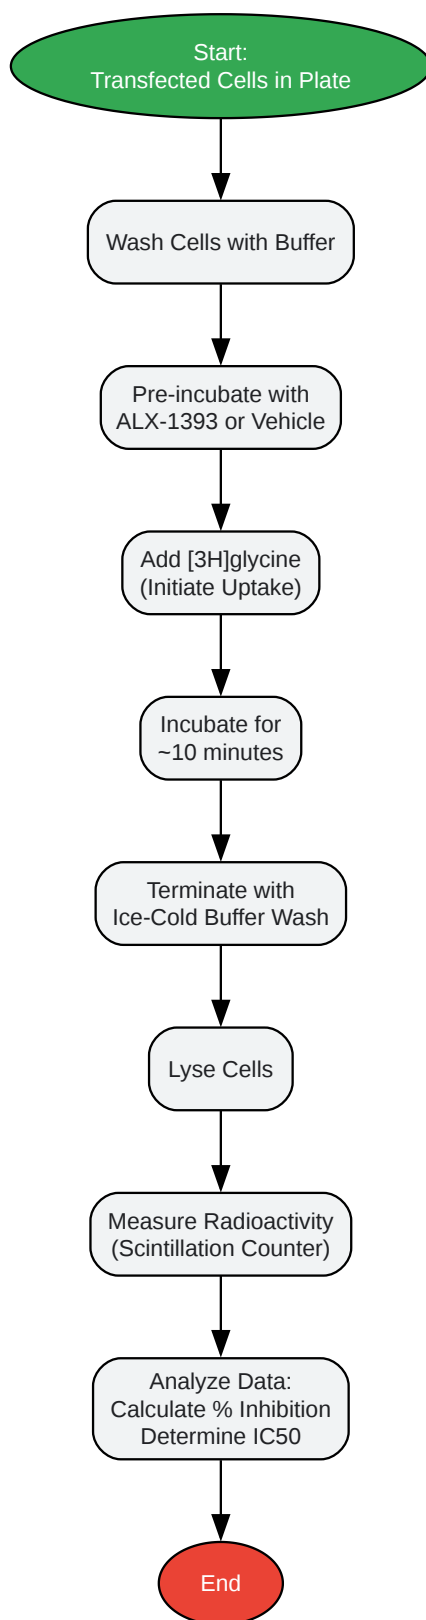 Start:
Transfected Cells in Plate
Wash Cells with Buffer
Pre-incubate with
ALX-1393 or Vehicle
Add [3H]glycine
(Initiate Uptake)
Incubate for
~10 minutes
Terminate with
Ice-Cold Buffer Wash
Lyse Cells
Measure Radioactivity
(Scintillation Counter)
Analyze Data:
Calculate % Inhibition
Determine IC50
End